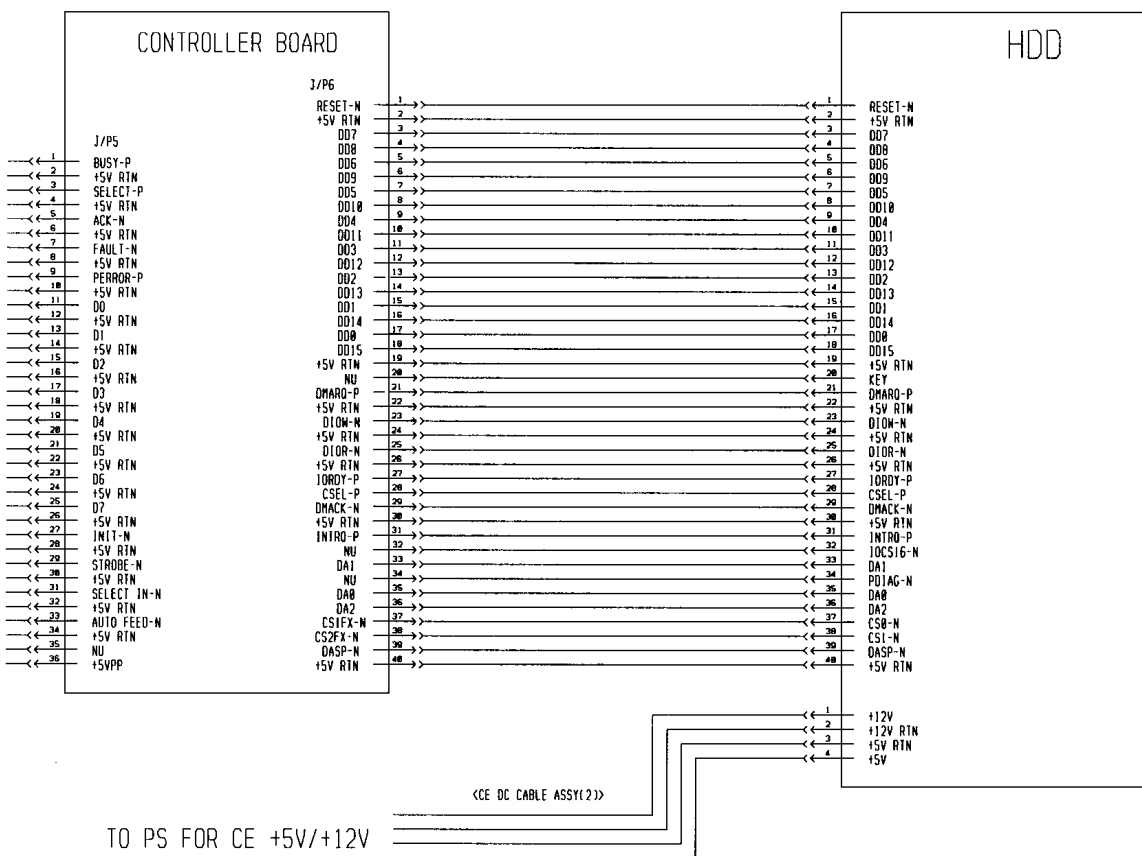 CONTROLLER BOARD
J/P5
1 BUSY-P
2 +5V RTN
3 SELECT-P
4 +5V RTN
5 ACK-N
6 +5V RTN
7 FAULT-N
8 +5V RTN
9 PERROR-P
10 +5V RTN
11 D0
12 +5V RTN
13 D1
14 +5V RTN
15 D2
16 +5V RTN
17 D3
18 +5V RTN
19 D4
20 +5V RTN
21 D5
22 +5V RTN
23 D6
24 +5V RTN
25 D7
26 +5V RTN
27 INIT-N
28 +5V RTN
29 STROBE-N
30 +5V RTN
31 SELECT IN-N
32 +5V RTN
33 AUTO FEED-N
34 +5V RTN
35 NU
36 +5VPP
J/P6
RESET-N 1
+5V RTN 2
DD7 3
DD8 4
DD6 5
DD9 6
DD5 7
DD10 8
DD4 9
DD11 10
DD3 11
DD12 12
DD2 13
DD13 14
DD1 15
DD14 16
DD0 17
DD15 18
+5V RTN 19
NU 20
DMARQ-P 21
+5V RTN 22
DIOW-N 23
+5V RTN 24
DIOR-N 25
+5V RTN 26
IORDY-P 27
CSEL-P 28
DMACK-N 29
+5V RTN 30
INTRQ-P 31
NU 32
DA1 33
NU 34
DA0 35
DA2 36
CS1FX-N 37
CS2FX-N 38
DASP-N 39
+5V RTN 40
HDD
1 RESET-N
2 +5V RTN
3 DD7
4 DD8
5 DD6
6 DD9
7 DD5
8 DD10
9 DD4
10 DD11
11 DD3
12 DD12
13 DD2
14 DD13
15 DD1
16 DD14
17 DD0
18 DD15
19 +5V RTN
20 KEY
21 DMARQ-P
22 +5V RTN
23 DIOW-N
24 +5V RTN
25 DIOR-N
26 +5V RTN
27 IORDY-P
28 CSEL-P
29 DMACK-N
30 +5V RTN
31 INTRQ-P
32 IOCS16-N
33 DA1
34 PDIAG-N
35 DA0
36 DA2
37 CS0-N
38 CS1-N
39 DASP-N
40 +5V RTN
1 +12V
2 +12V RTN
3 +5V RTN
4 +5V
<CE DC CABLE ASSY(2)>
TO PS FOR CE +5V/+12V